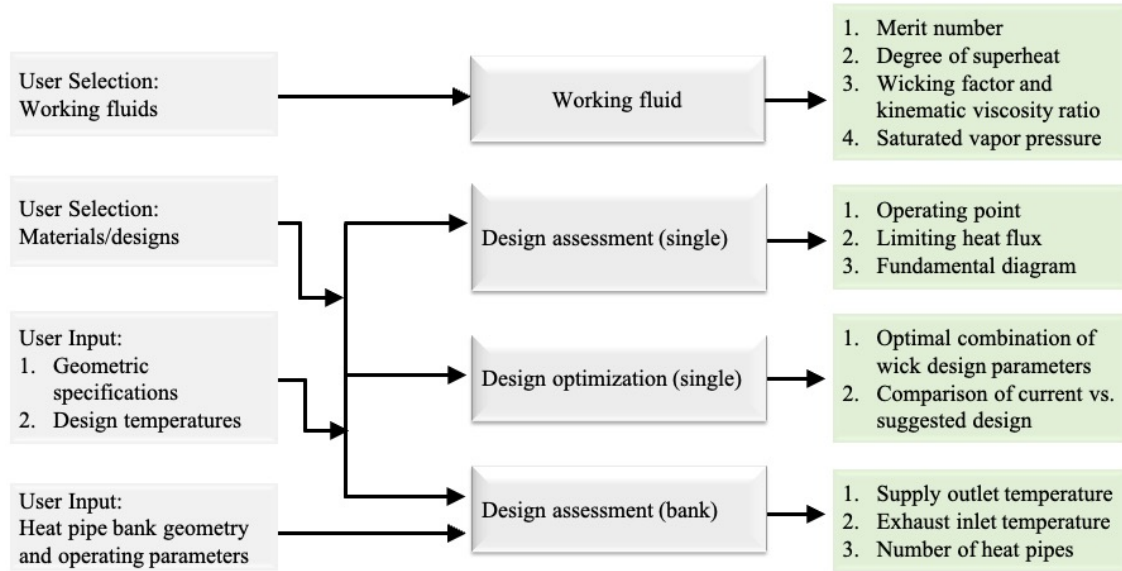 User Selection:
Working fluids
Working fluid
1. Merit number
2. Degree of superheat
3. Wicking factor and
kinematic viscosity ratio
4. Saturated vapor pressure
User Selection:
Materials/designs
Design assessment (single)
1. Operating point
2. Limiting heat flux
3. Fundamental diagram
User Input:
1. Geometric
specifications
2. Design temperatures
Design optimization (single)
1. Optimal combination of
wick design parameters
2. Comparison of current vs.
suggested design
User Input:
Heat pipe bank geometry
and operating parameters
Design assessment (bank)
1. Supply outlet temperature
2. Exhaust inlet temperature
3. Number of heat pipes